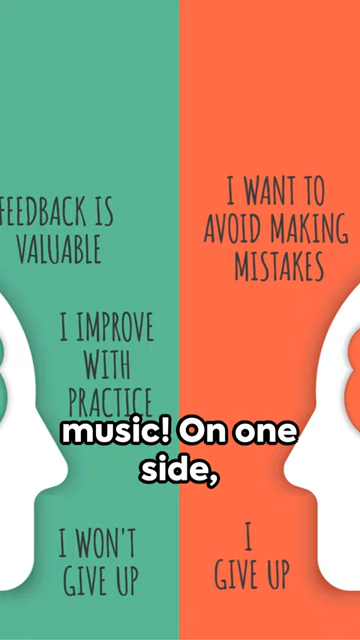 FEEDBACK IS
VALUABLE
I IMPROVE
WITH
PRACTICE
I WON'T
GIVE UP
I WANT TO
AVOID MAKING
MISTAKES
I
GIVE UP
music! On one
side,